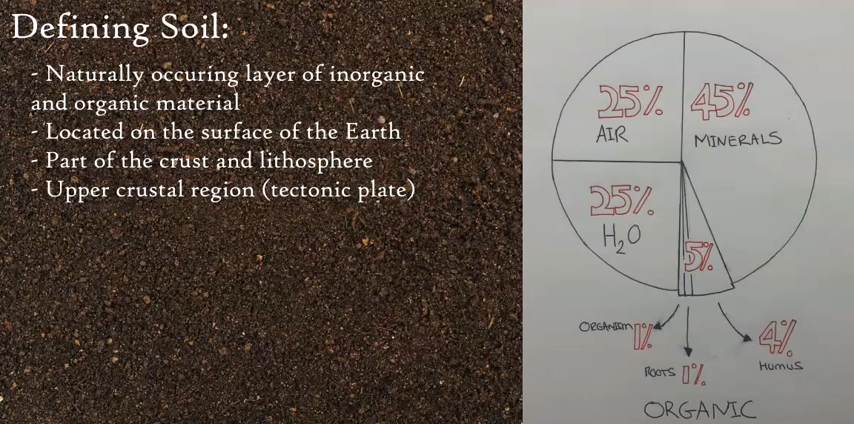 Defining Soil:
- Naturally occuring layer of inorganic
and organic material
- Located on the surface of the Earth
- Part of the crust and lithosphere
- Upper crustal region (tectonic plate)
25%
AIR
45%
MINERALS
25%
H₂O
5%
ORGANISM 1%
ROOTS 1%
4%
HUMUS
ORGANIC